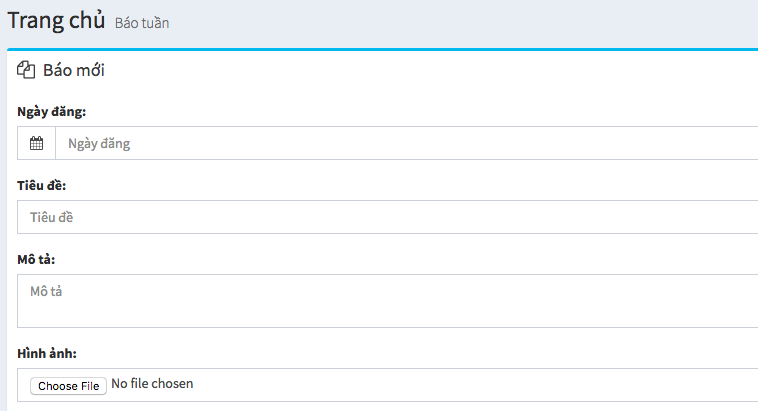 Trang chủ Báo tuần
Báo mới
Ngày đăng:
Ngày đăng
Tiêu đề:
Tiêu đề
Mô tả:
Mô tả
Hình ảnh:
Choose File No file chosen